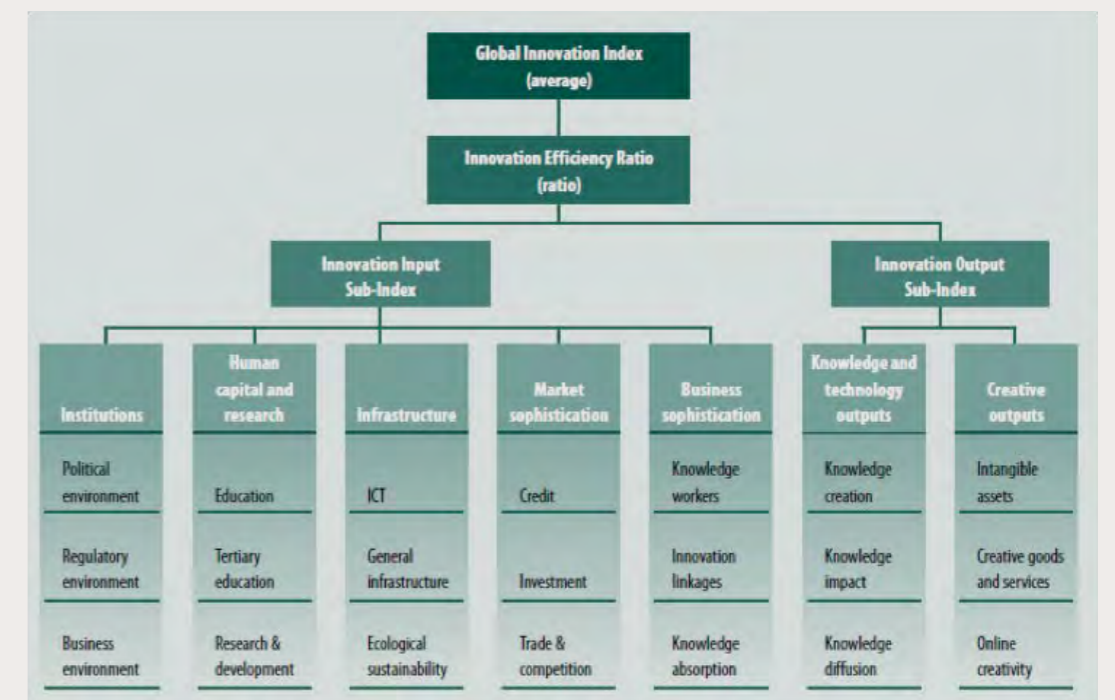 Global Innovation Index
(average)
Innovation Efficiency Ratio
(ratio)
Innovation Input
Sub-Index
Innovation Output
Sub-Index
Institutions
Human
capital and
research
Infrastructure
Market
sophistication
Business
sophistication
Knowledge and
technology
outputs
Creative
outputs
Political
environment
Education
ICT
Credit
Knowledge
workers
Knowledge
creation
Intangible
assets
Regulatory
environment
Tertiary
education
General
infrastructure
Investment
Innovation
linkages
Knowledge
impact
Creative goods
and services
Business
environment
Research &
development
Ecological
sustainability
Trade &
competition
Knowledge
absorption
Knowledge
diffusion
Online
creativity